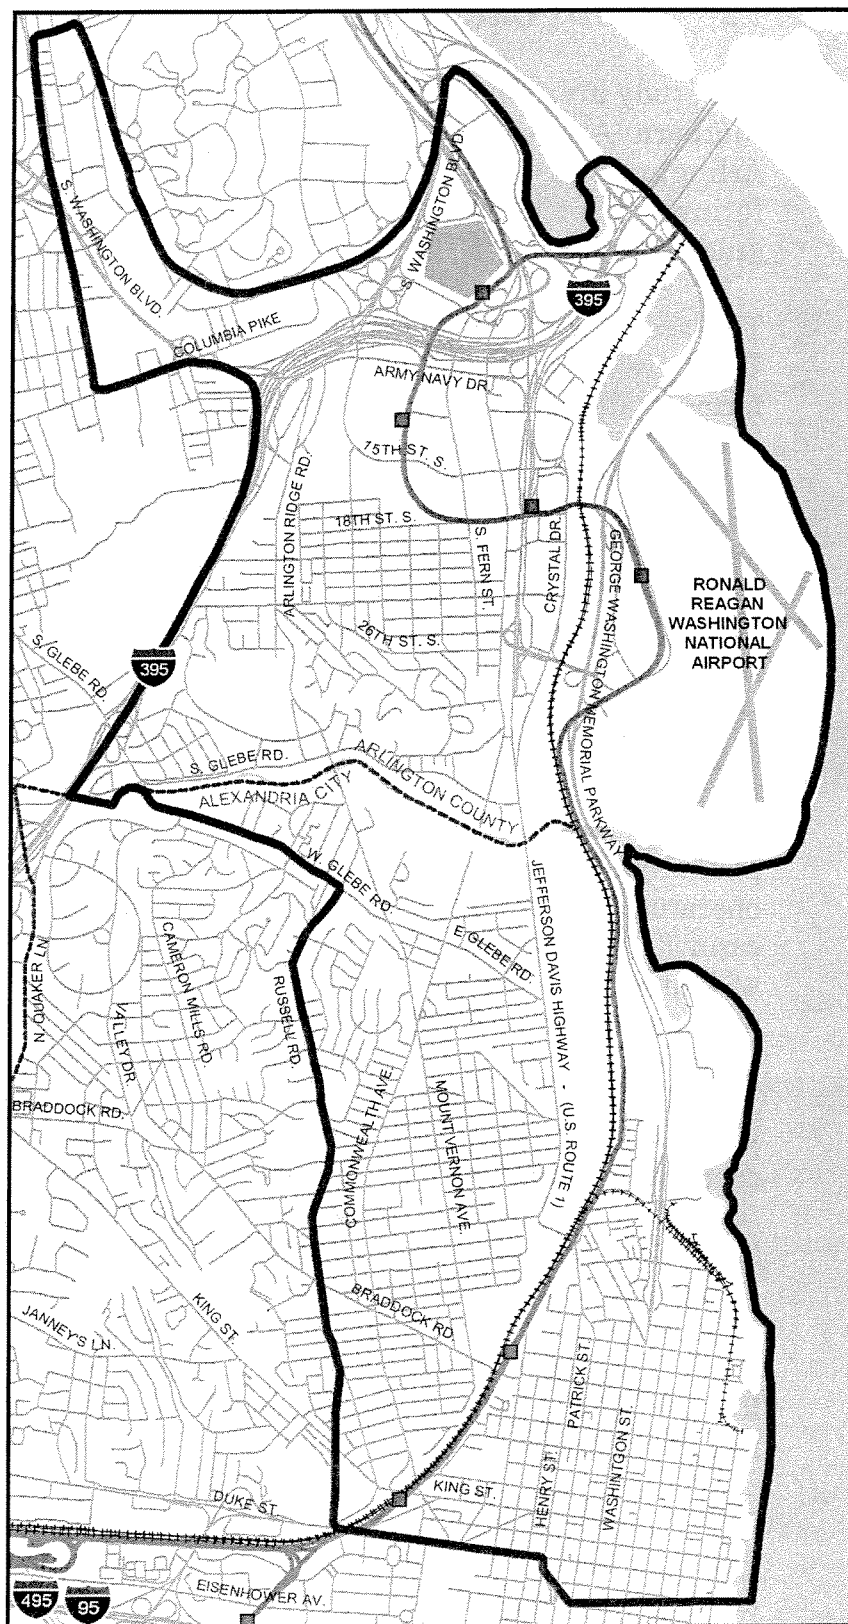 S. WASHINGTON BLVD.
S. WASHINGTON BLVD.
395
COLUMBIA PIKE
ARMY NAVY DR.
15TH ST. S.
ARLINGTON RIDGE RD.
18TH ST. S.
S. FERN ST.
CRYSTAL DR.
GEORGE WASHINGTON MEMORIAL PARKWAY
RONALD
REAGAN
WASHINGTON
NATIONAL
AIRPORT
26TH ST. S.
S. GLEBE RD.
395
S. GLEBE RD.
ARLINGTON COUNTY
ALEXANDRIA CITY
W. GLEBE RD.
JEFFERSON DAVIS HIGHWAY - (U.S. ROUTE 1)
E. GLEBE RD.
CAMERON MILLS RD.
N. QUAKER LN.
RUSSELL RD.
VALLEY DR.
COMMONWEALTH AVE.
MOUNT VERNON AVE.
BRADDOCK RD.
BRADDOCK RD.
KING ST.
JANNEY'S LN.
PATRICK ST.
WASHINTGON ST.
HENRY ST.
KING ST.
DUKE ST.
EISENHOWER AV.
495
95